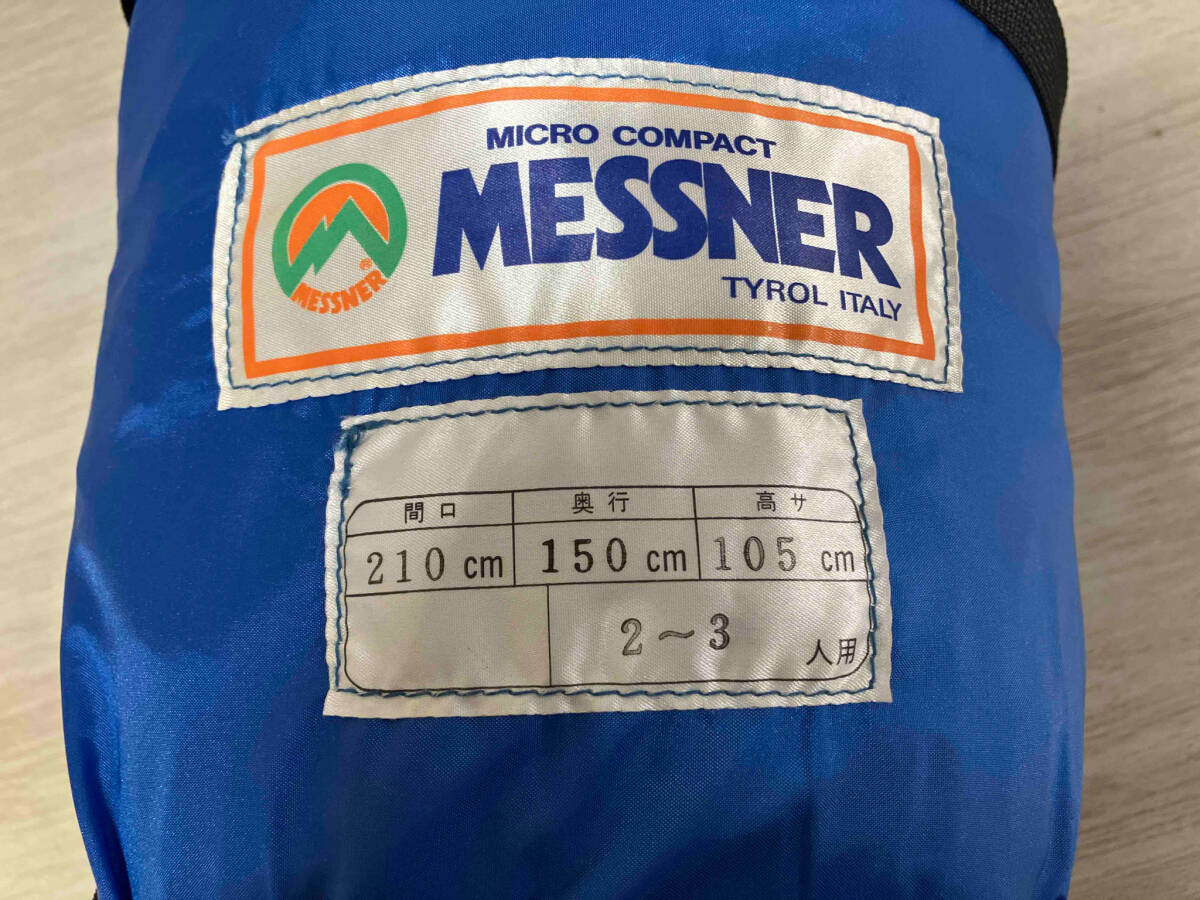 MICRO COMPACT
MESSNER
TYROL ITALY
MESSNER®
間口 奥行 高サ
210 cm 150 cm 105 cm
2～3 人用